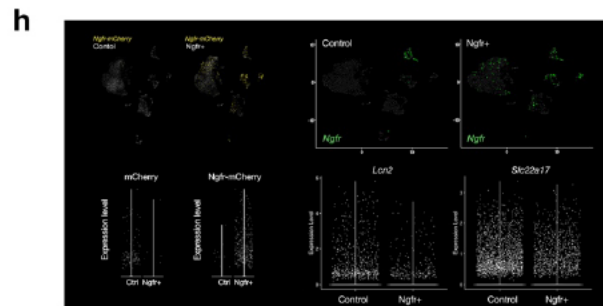 h
Ngfr-mCherry
Control
Ngfr-mCherry
Ngfr+
Control
Ngfr
Ngfr+
Ngfr
mCherry
Expression level
Ctrl Ngfr+
Ngfr-mCherry
Expression level
Ctrl Ngfr+
Lcn2
Expression Level
Control
Ngfr+
Slc22a17
Expression Level
Control
Ngfr+